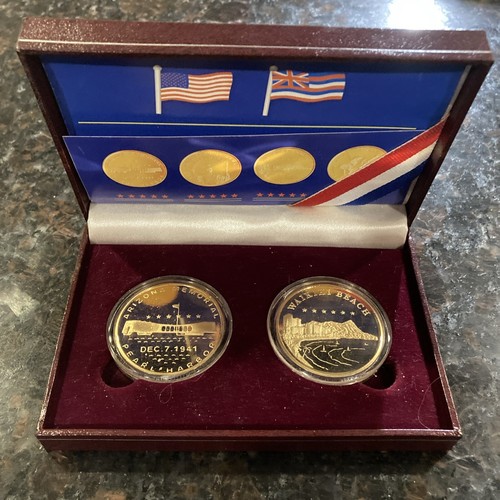 ARIZONA MEMORIAL
DEC. 7. 1941
PEARL HARBOR
WAIKIKI BEACH